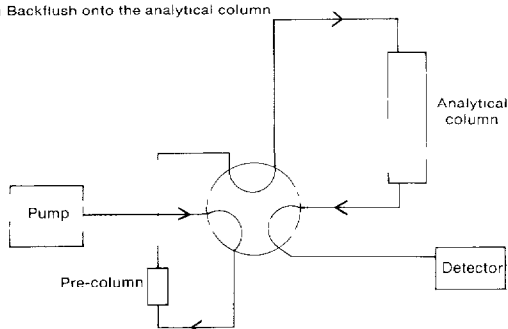 Backflush onto the analytical column
Analytical
column
Pump
Pre-column
Detector